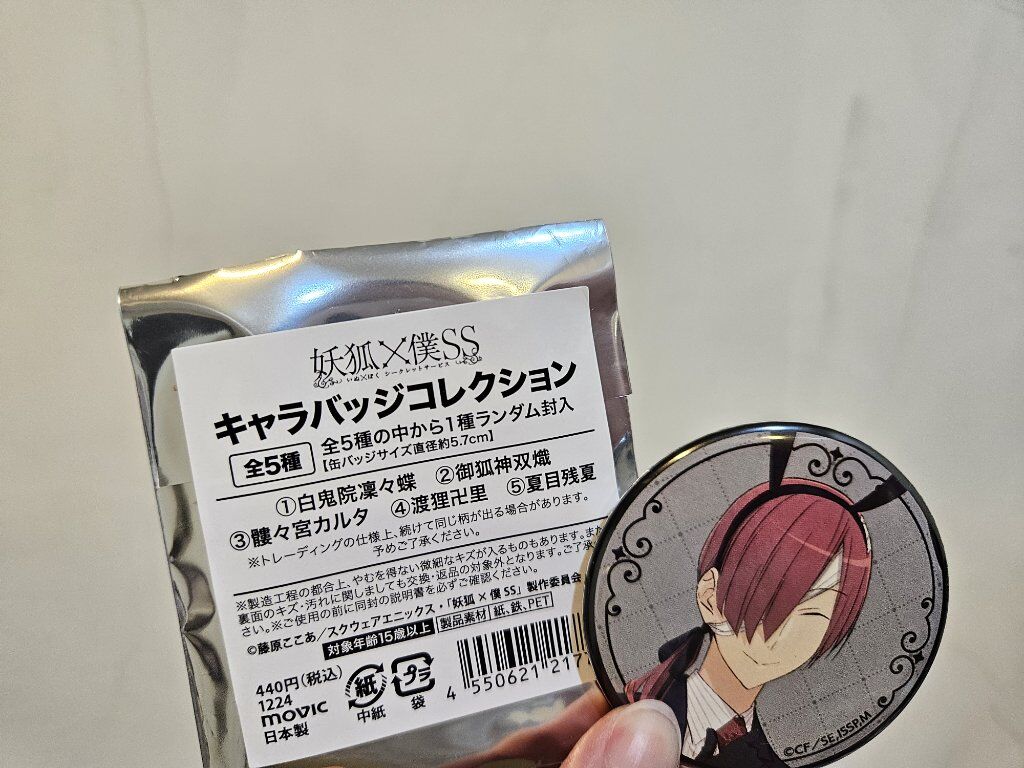 妖狐×僕SS
いぬ×ぼく シークレットサービス
キャラバッジコレクション
全5種
全5種の中から1種ランダム封入
【缶バッジサイズ直径約5.7cm】
①白鬼院凜々蝶 ②御狐神双熾
③髏々宮カルタ ④渡狸卍里 ⑤夏目残夏
※トレーディングの仕様上、続けて同じ柄が出る場合があります。
予めご了承ください。
※製造工程の都合上、やむを得ない微細なキズが入るものもあります。また
裏面のキズ・汚れに関しましても交換・返品の対象外となります。ご了承
さい。※ご使用の前に同封の説明書を必ずご確認ください。
©藤原ここあ/スクウェアエニックス・「妖狐×僕SS」製作委員会
対象年齢15歳以上
製品素材 紙、鉄、PET
440円(税込)
1224
movic
日本製
紙
中紙
プラ
袋
4 550621 217
©CF/SE,ISSP,M